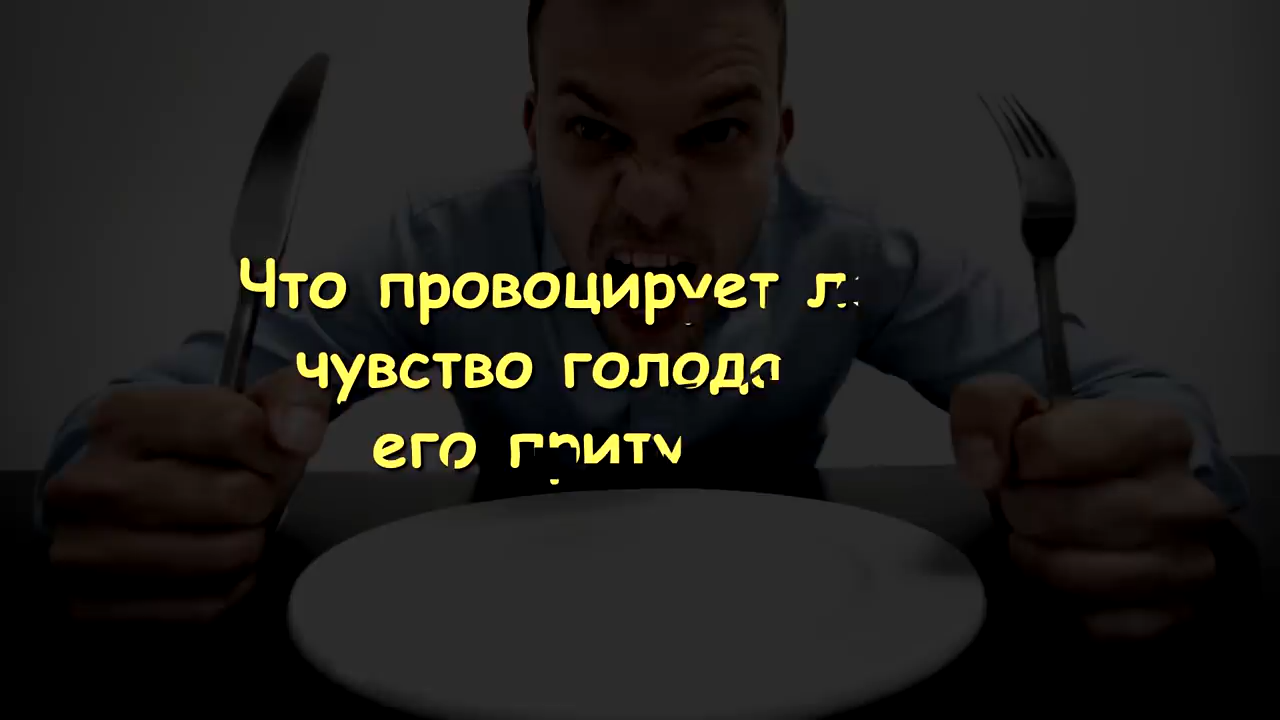 Что провоцирует
чувство голода
его